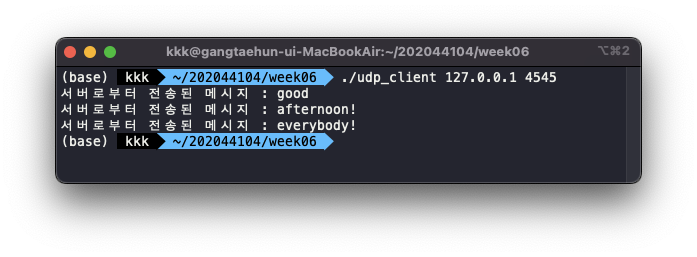 kkk@gangtaehun-ui-MacBookAir:~/202044104/week06 ⌥⌘2
(base) kkk ~/202044104/week06 ./udp_client 127.0.0.1 4545
서버로부터 전송된 메시지 : good
서버로부터 전송된 메시지 : afternoon!
서버로부터 전송된 메시지 : everybody!
(base) kkk ~/202044104/week06